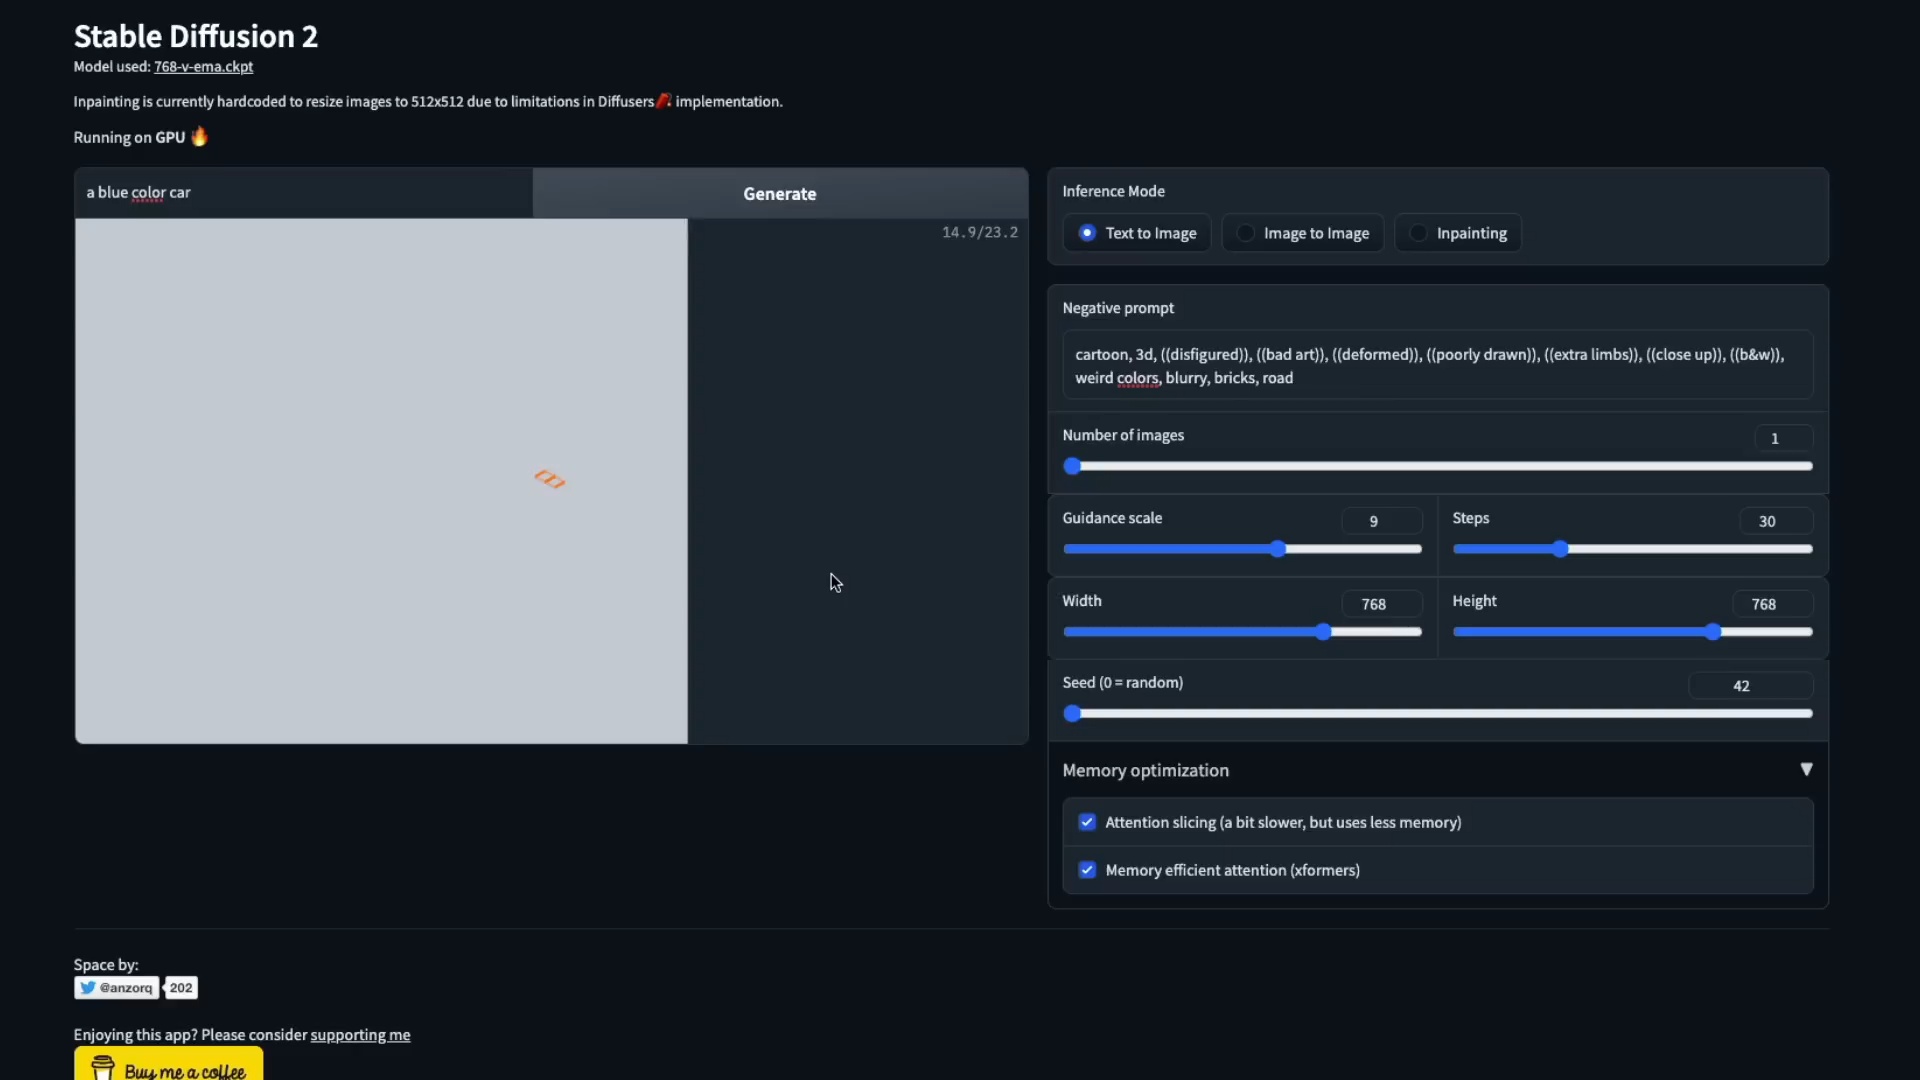 Stable Diffusion 2
Model used: 768-v-ema.ckpt
Inpainting is currently hardcoded to resize images to 512x512 due to limitations in Diffusers🧨 implementation.
Running on GPU 🔥
a blue color car
Generate
14.9/23.2
Inference Mode
Text to Image
Image to Image
Inpainting
Negative prompt
cartoon, 3d, ((disfigured)), ((bad art)), ((deformed)), ((poorly drawn)), ((extra limbs)), ((close up)), ((b&w)),
weird colors, blurry, bricks, road
Number of images
1
Guidance scale
9
Steps
30
Width
768
Height
768
Seed (0 = random)
42
Memory optimization ▼
Attention slicing (a bit slower, but uses less memory)
Memory efficient attention (xformers)
Space by:
@anzorq 202
Enjoying this app? Please consider supporting me
Buy me a coffee